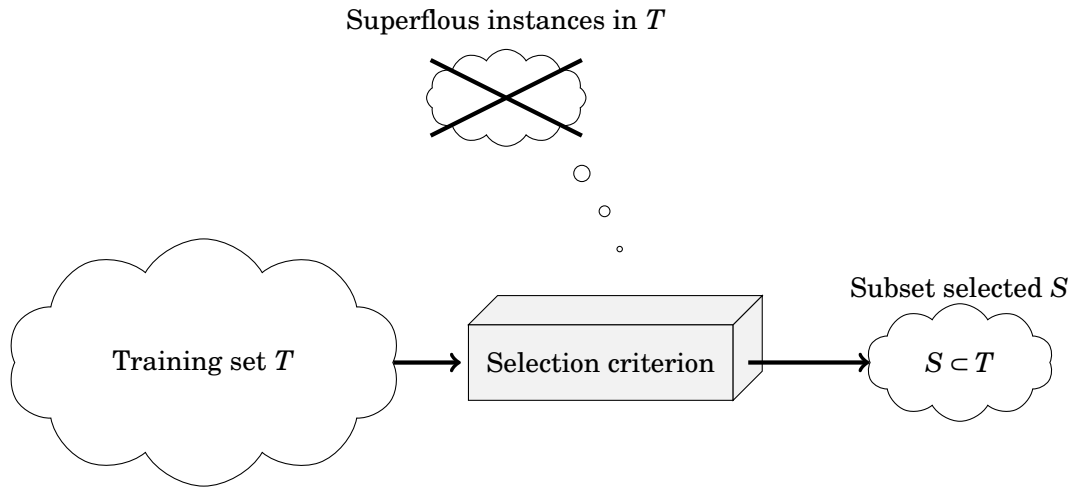 Superflous instances in T
Subset selected S
Training set T
Selection criterion
S ⊂ T